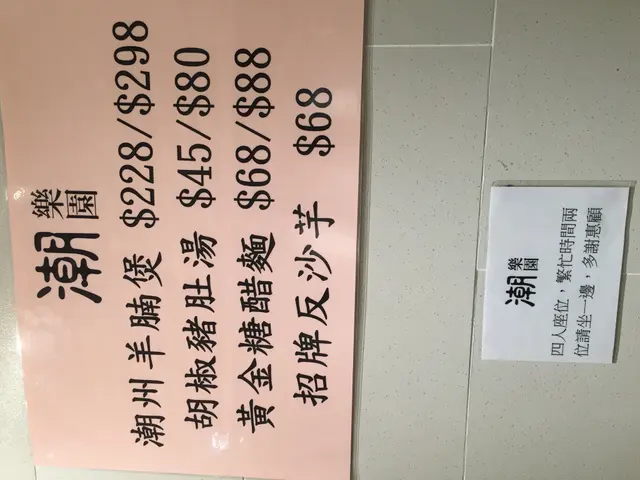 潮樂園
潮州羊腩煲 $228/$298
胡椒豬肚湯 $45/$80
黃金糖醋麵 $68/$88
招牌反沙芋 $68
潮樂園
四人座位，繁忙時間兩
位請坐一邊，多謝惠顧